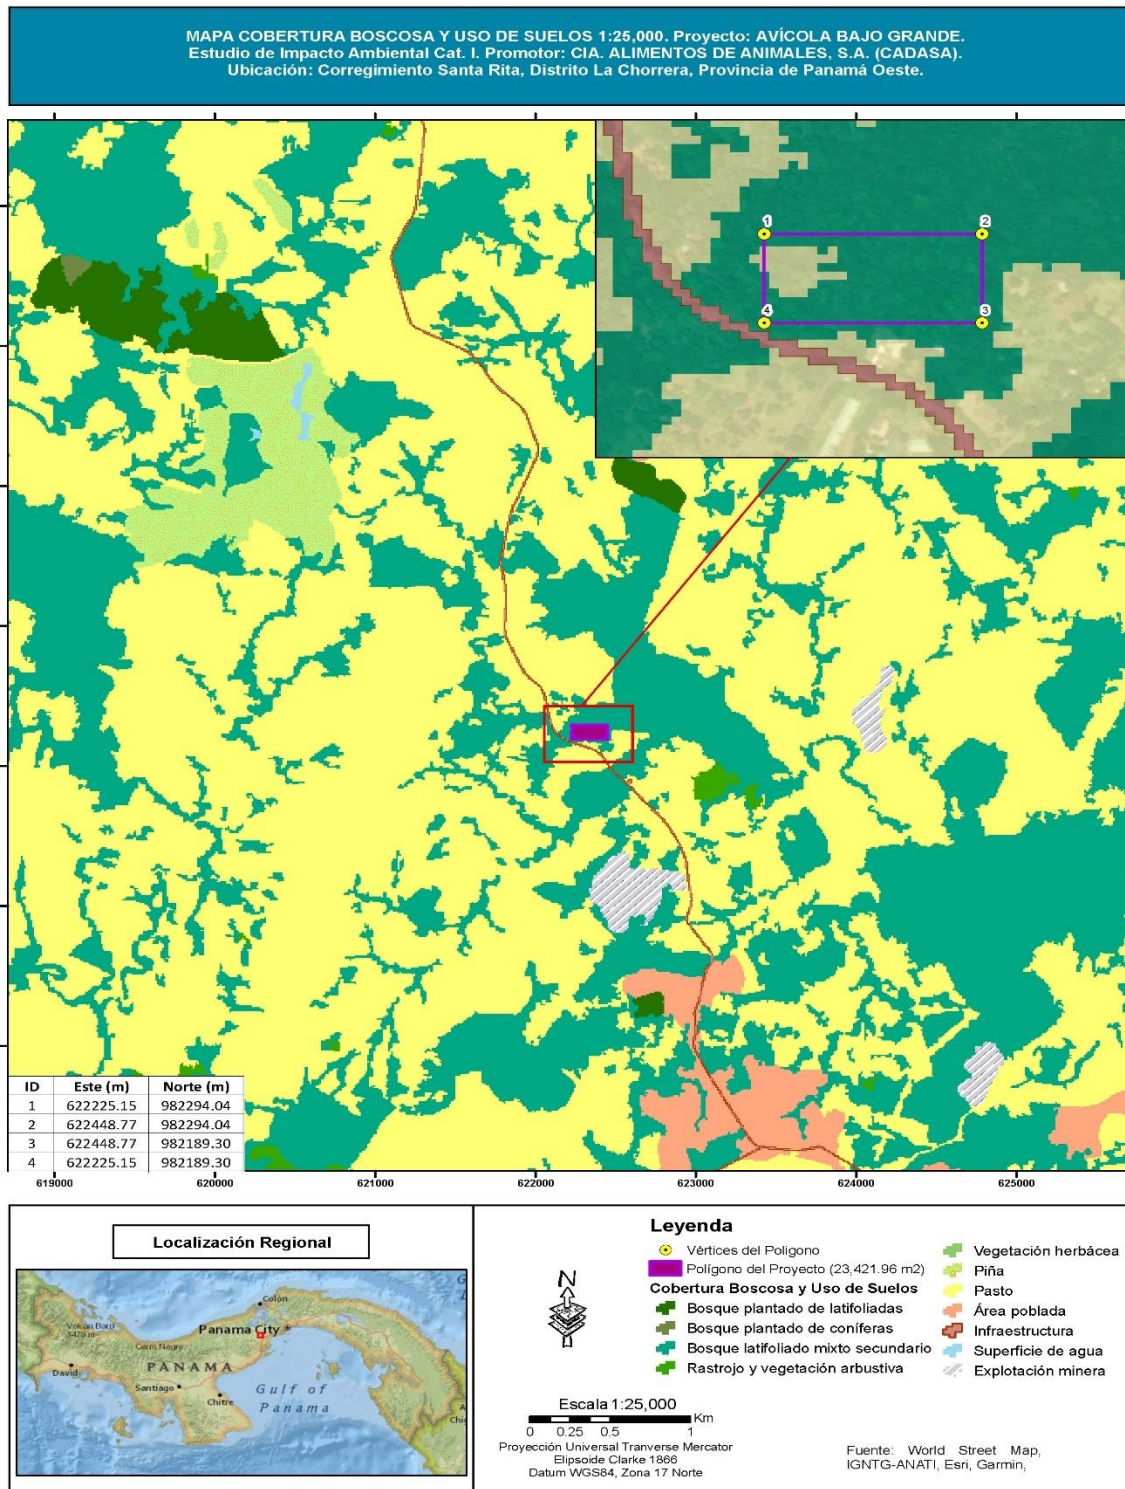 MAPA COBERTURA BOSCOSA Y USO DE SUELOS 1:25,000. Proyecto: AVÍCOLA BAJO GRANDE.
Estudio de Impacto Ambiental Cat. I. Promotor: CIA. ALIMENTOS DE ANIMALES, S.A. (CADASA).
Ubicación: Corregimiento Santa Rita, Distrito La Chorrera, Provincia de Panamá Oeste.
1
2
4
3
ID Este (m) Norte (m)
1 622225.15 982294.04
2 622448.77 982294.04
3 622448.77 982189.30
4 622225.15 982189.30
619000 620000 621000 622000 623000 624000 625000
Localización Regional
Colón
Volcán Barú
3475 m
Panama City
Cerro Negro
PANAMA
David
Santiago
Chitre
Gulf of
Panama
N
Leyenda
Vértices del Poligono
Polígono del Proyecto (23,421.96 m2)
Cobertura Boscosa y Uso de Suelos
Bosque plantado de latifoliadas
Bosque plantado de coníferas
Bosque latifoliado mixto secundario
Rastrojo y vegetación arbustiva
Vegetación herbácea
Piña
Pasto
Área poblada
Infraestructura
Superficie de agua
Explotación minera
Escala 1:25,000
Km
0 0.25 0.5 1
Proyección Universal Tranverse Mercator
Elipsoide Clarke 1866
Datum WGS84, Zona 17 Norte
Fuente: World Street Map,
IGNTG-ANATI, Esri, Garmin,